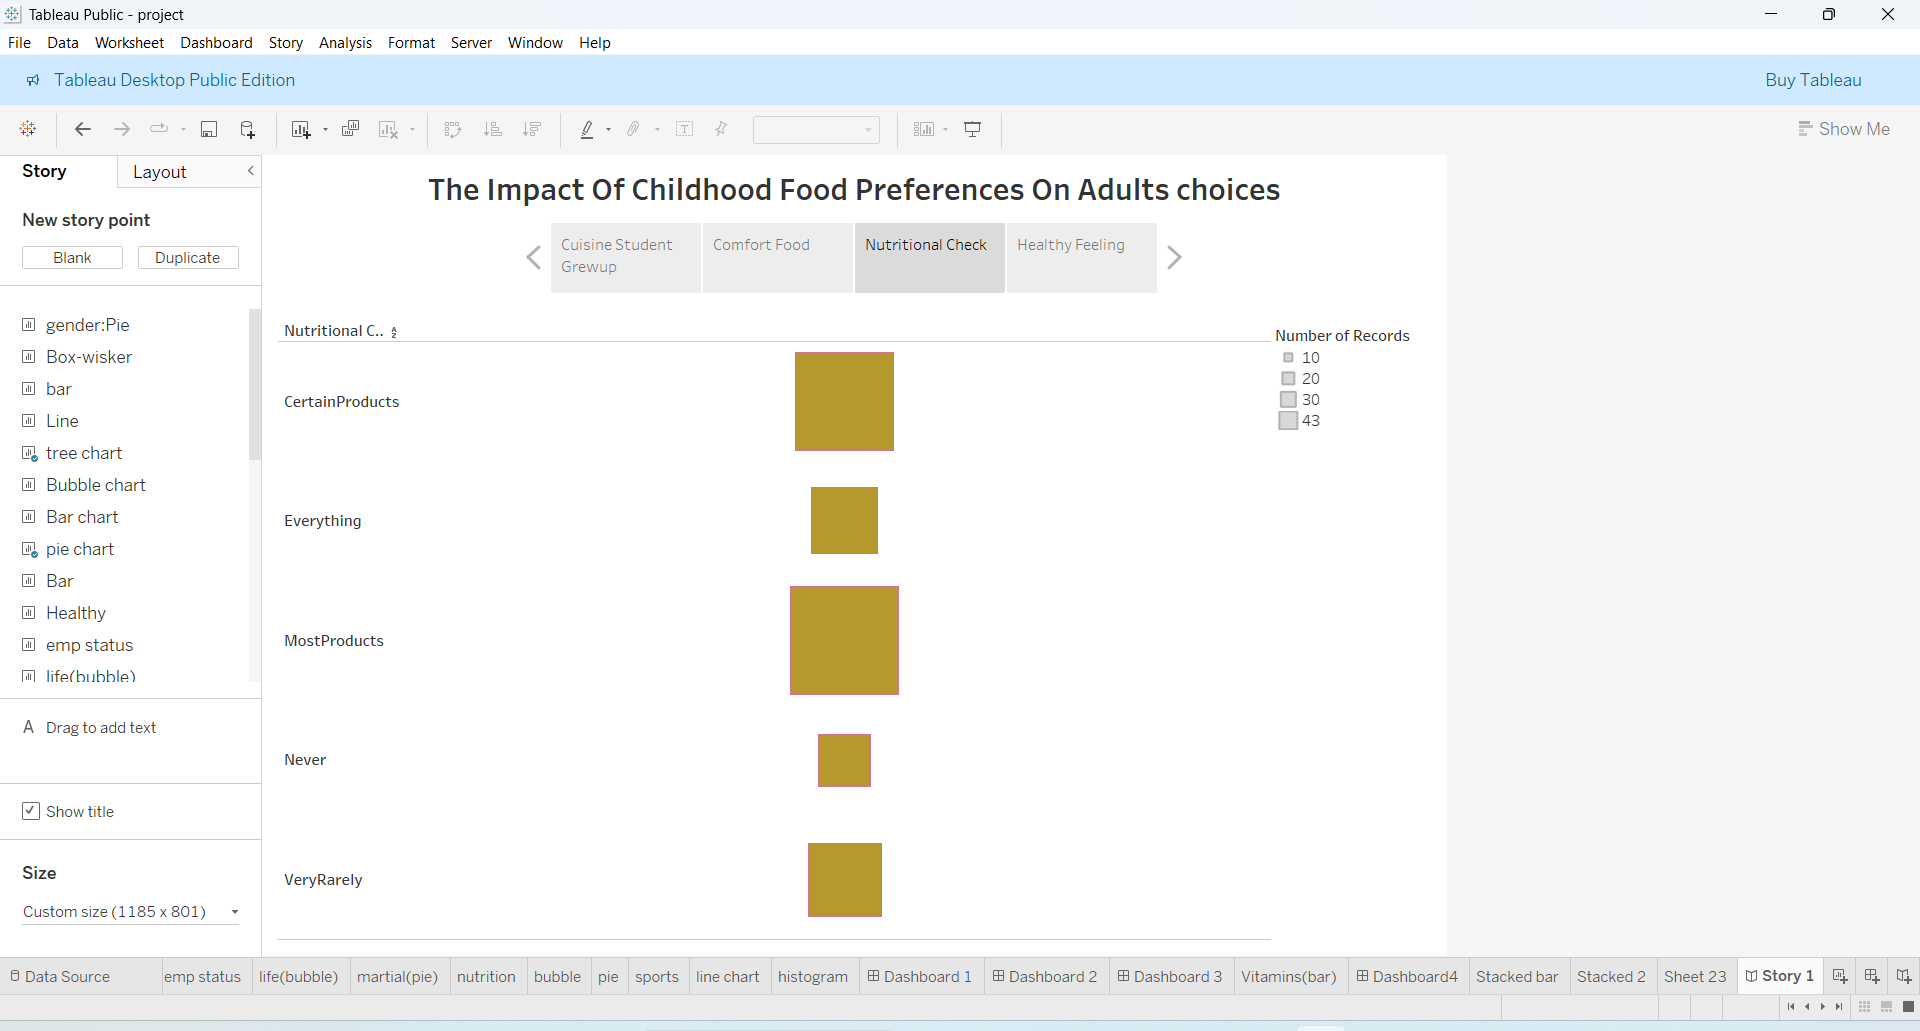 Tableau Public - project
File Data Worksheet Dashboard Story Analysis Format Server Window Help
Tableau Desktop Public Edition
Buy Tableau
Show Me
Story
Layout
New story point
Blank
Duplicate
gender:Pie
Box-wisker
bar
Line
tree chart
Bubble chart
Bar chart
pie chart
Bar
Healthy
emp status
life(bubble)
A Drag to add text
Show title
Size
Custom size (1185 x 801)
The Impact Of Childhood Food Preferences On Adults choices
Cuisine Student
Grewup
Comfort Food
Nutritional Check
Healthy Feeling
Nutritional C..
CertainProducts
Everything
MostProducts
Never
VeryRarely
Number of Records
10
20
30
43
Data Source emp status life(bubble) martial(pie) nutrition bubble pie sports line chart histogram Dashboard 1 Dashboard 2 Dashboard 3 Vitamins(bar) Dashboard4 Stacked bar Stacked 2 Sheet 23 Story 1